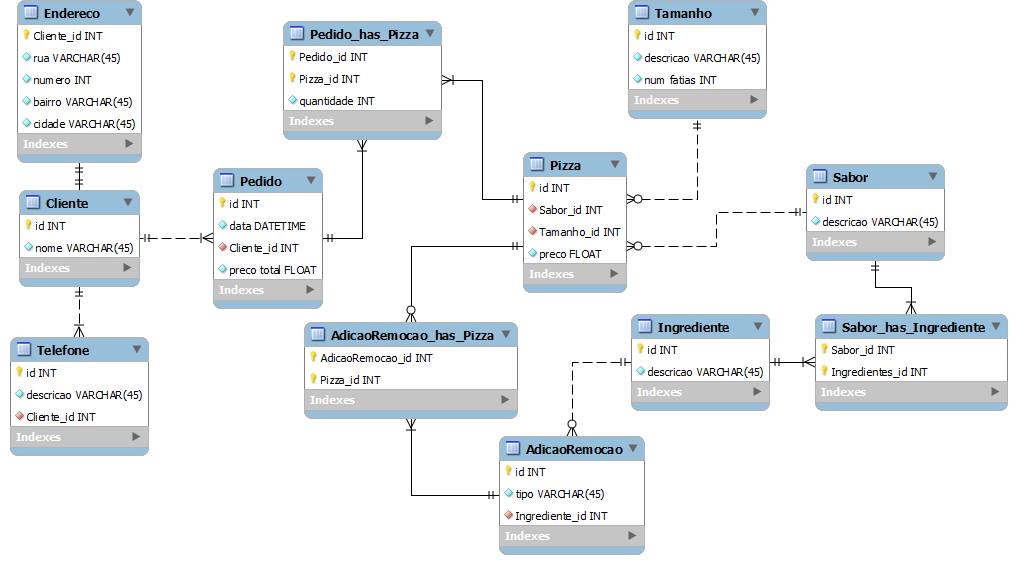 Endereco
Cliente_id INT
rua VARCHAR(45)
numero INT
bairro VARCHAR(45)
cidade VARCHAR(45)
Indexes
Cliente
id INT
nome VARCHAR(45)
Indexes
Telefone
id INT
descricao VARCHAR(45)
Cliente_id INT
Indexes
Pedido
id INT
data DATETIME
Cliente_id INT
preco total FLOAT
Indexes
Pedido_has_Pizza
Pedido_id INT
Pizza_id INT
quantidade INT
Indexes
AdicaoRemocao_has_Pizza
AdicaoRemocao_id INT
Pizza_id INT
Indexes
Pizza
id INT
Sabor_id INT
Tamanho_id INT
preco FLOAT
Indexes
Tamanho
id INT
descricao VARCHAR(45)
num fatias INT
Indexes
Sabor
id INT
descricao VARCHAR(45)
Indexes
Ingrediente
id INT
descricao VARCHAR(45)
Indexes
Sabor_has_Ingrediente
Sabor_id INT
Ingredientes_id INT
Indexes
AdicaoRemocao
id INT
tipo VARCHAR(45)
Ingrediente_id INT
Indexes